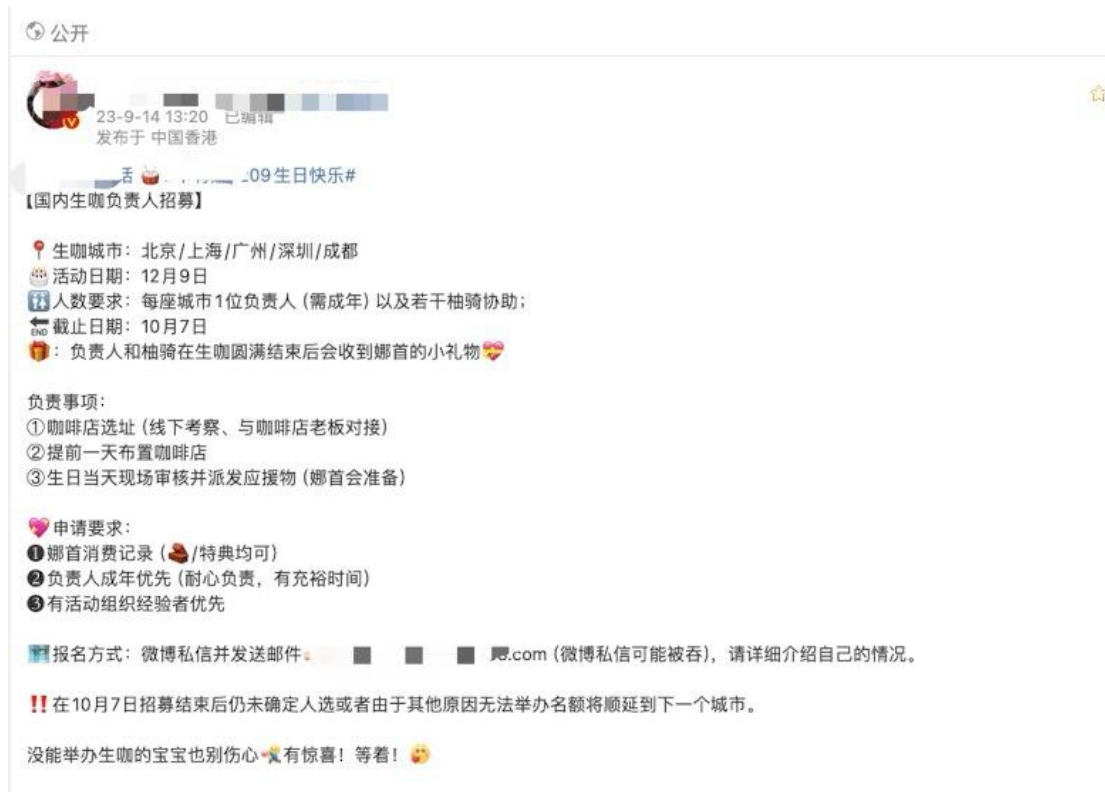 公开
23-9-14 13:20 已编辑
发布于 中国香港
活 209生日快乐#
【国内生咖负责人招募】
生咖城市：北京/上海/广州/深圳/成都
活动日期：12月9日
人数要求：每座城市1位负责人（需成年）以及若干柚骑协助；
END 截止日期：10月7日
：负责人和柚骑在生咖圆满结束后会收到娜首的小礼物
负责事项：
①咖啡店选址（线下考察、与咖啡店老板对接）
②提前一天布置咖啡店
③生日当天现场审核并派发应援物（娜首会准备）
申请要求：
❶娜首消费记录（/特典均可）
❷负责人成年优先（耐心负责，有充裕时间）
❸有活动组织经验者优先
报名方式：微博私信并发送邮件 .com（微博私信可能被吞），请详细介绍自己的情况。
‼️在10月7日招募结束后仍未确定人选或者由于其他原因无法举办名额将顺延到下一个城市。
没能举办生咖的宝宝也别伤心 有惊喜！等着！